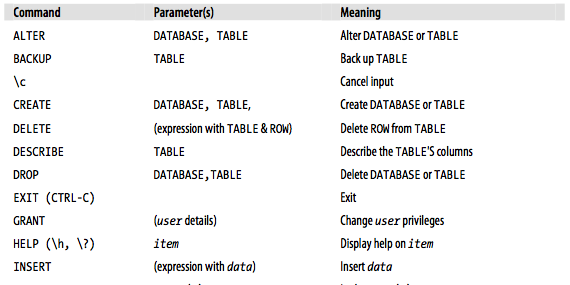 Command Parameter(s) Meaning
ALTER DATABASE, TABLE Alter DATABASE or TABLE
BACKUP TABLE Back up TABLE
\c Cancel input
CREATE DATABASE, TABLE, Create DATABASE or TABLE
DELETE (expression with TABLE & ROW) Delete ROW from TABLE
DESCRIBE TABLE Describe the TABLE'S columns
DROP DATABASE,TABLE Delete DATABASE or TABLE
EXIT (CTRL-C) Exit
GRANT (user details) Change user privileges
HELP (\h, \?) item Display help on item
INSERT (expression with data) Insert data